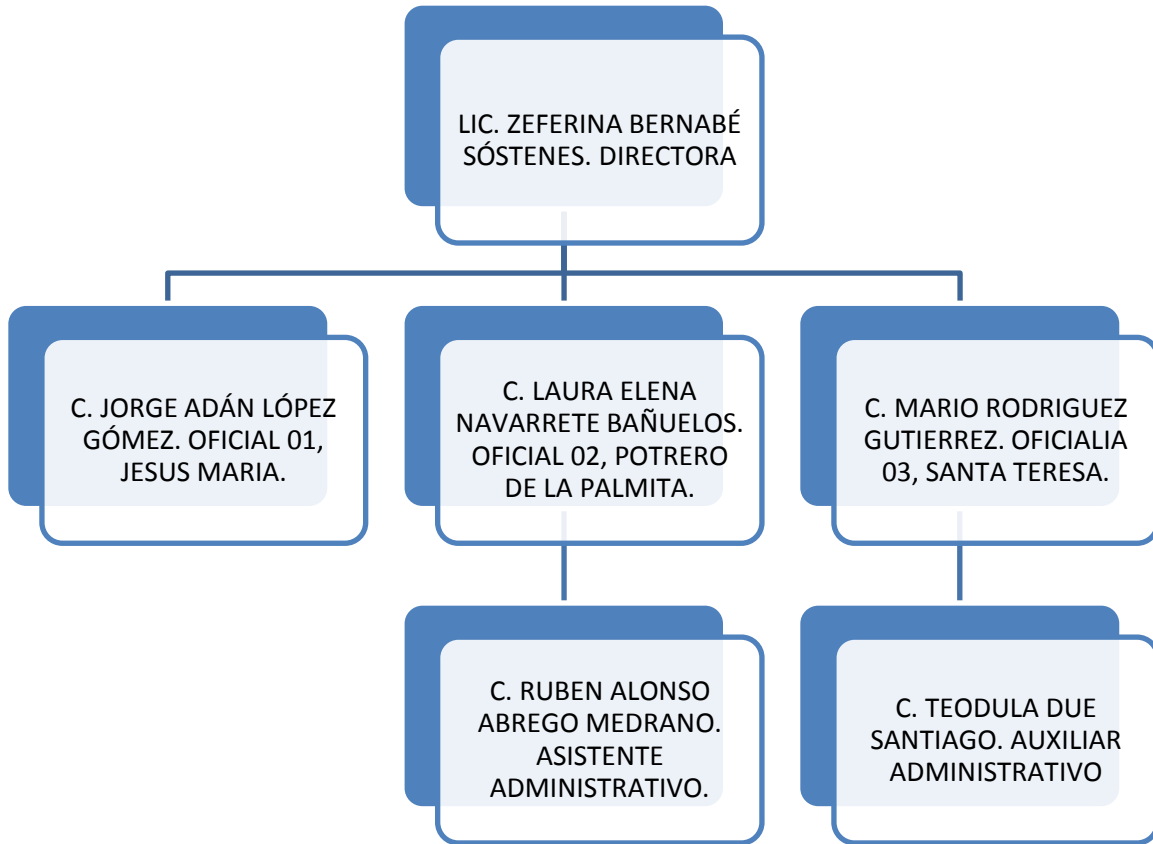 LIC. ZEFERINA BERNABÉ
SÓSTENES. DIRECTORA
C. JORGE ADÁN LÓPEZ
GÓMEZ. OFICIAL 01,
JESUS MARIA.
C. LAURA ELENA
NAVARRETE BAÑUELOS.
OFICIAL 02, POTRERO
DE LA PALMITA.
C. MARIO RODRIGUEZ
GUTIERREZ. OFICIALIA
03, SANTA TERESA.
C. RUBEN ALONSO
ABREGO MEDRANO.
ASISTENTE
ADMINISTRATIVO.
C. TEODULA DUE
SANTIAGO. AUXILIAR
ADMINISTRATIVO